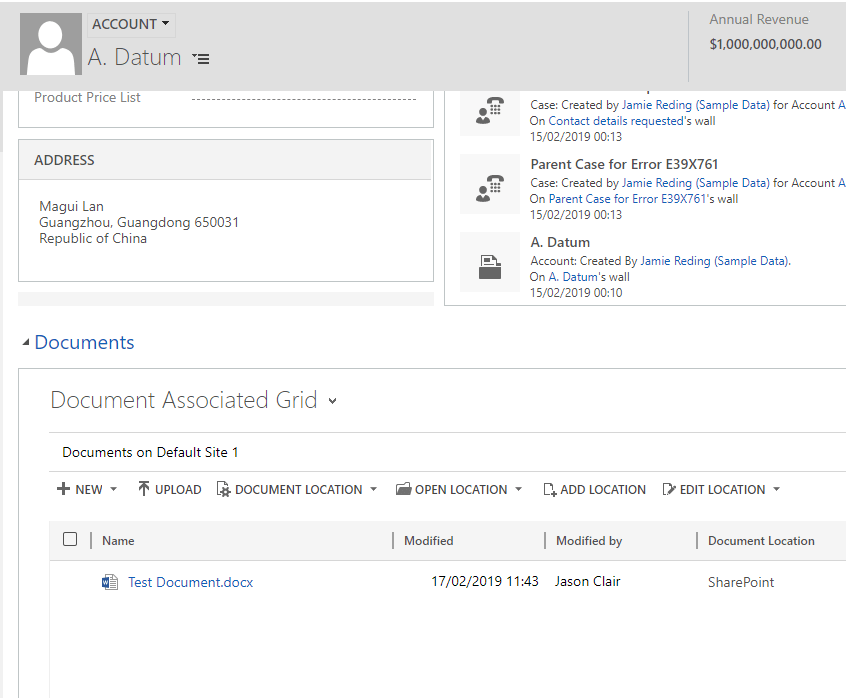 ACCOUNT
A. Datum
Annual Revenue
$1,000,000,000.00
Product Price List
ADDRESS
Magui Lan
Guangzhou, Guangdong 650031
Republic of China
Case: Created by Jamie Reding (Sample Data) for Account A
On Contact details requested's wall
15/02/2019 00:13
Parent Case for Error E39X761
Case: Created by Jamie Reding (Sample Data) for Account A
On Parent Case for Error E39X761's wall
15/02/2019 00:13
A. Datum
Account: Created By Jamie Reding (Sample Data).
On A. Datum's wall
15/02/2019 00:10
Documents
Document Associated Grid
Documents on Default Site 1
NEW UPLOAD DOCUMENT LOCATION OPEN LOCATION ADD LOCATION EDIT LOCATION
Name Modified Modified by Document Location
Test Document.docx 17/02/2019 11:43 Jason Clair SharePoint